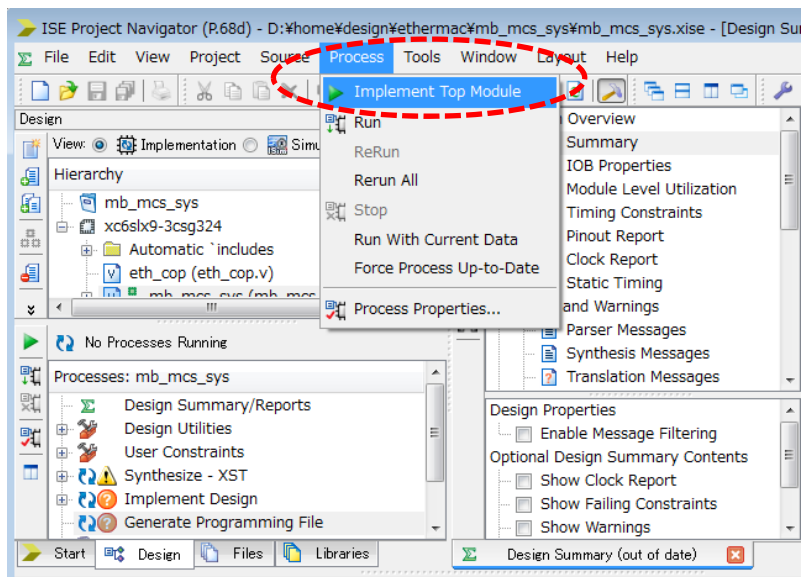 ISE Project Navigator (P.68d) - D:¥home¥design¥ethermac¥mb_mcs_sys¥mb_mcs_sys.xise - [Design Sur
File Edit View Project Source Process Tools Window Layout Help
Implement Top Module
Run
ReRun
Rerun All
Stop
Run With Current Data
Force Process Up-to-Date
Process Properties...
Design
View: Implementation Simu
Hierarchy
mb_mcs_sys
xc6slx9-3csg324
Automatic `includes
eth_cop (eth_cop.v)
mb_mcs_sys (mb_mcs
No Processes Running
Processes: mb_mcs_sys
Design Summary/Reports
Design Utilities
User Constraints
Synthesize - XST
Implement Design
Generate Programming File
Start Design Files Libraries
Overview
Summary
IOB Properties
Module Level Utilization
Timing Constraints
Pinout Report
Clock Report
Static Timing
and Warnings
Parser Messages
Synthesis Messages
Translation Messages
Design Properties
Enable Message Filtering
Optional Design Summary Contents
Show Clock Report
Show Failing Constraints
Show Warnings
Design Summary (out of date)